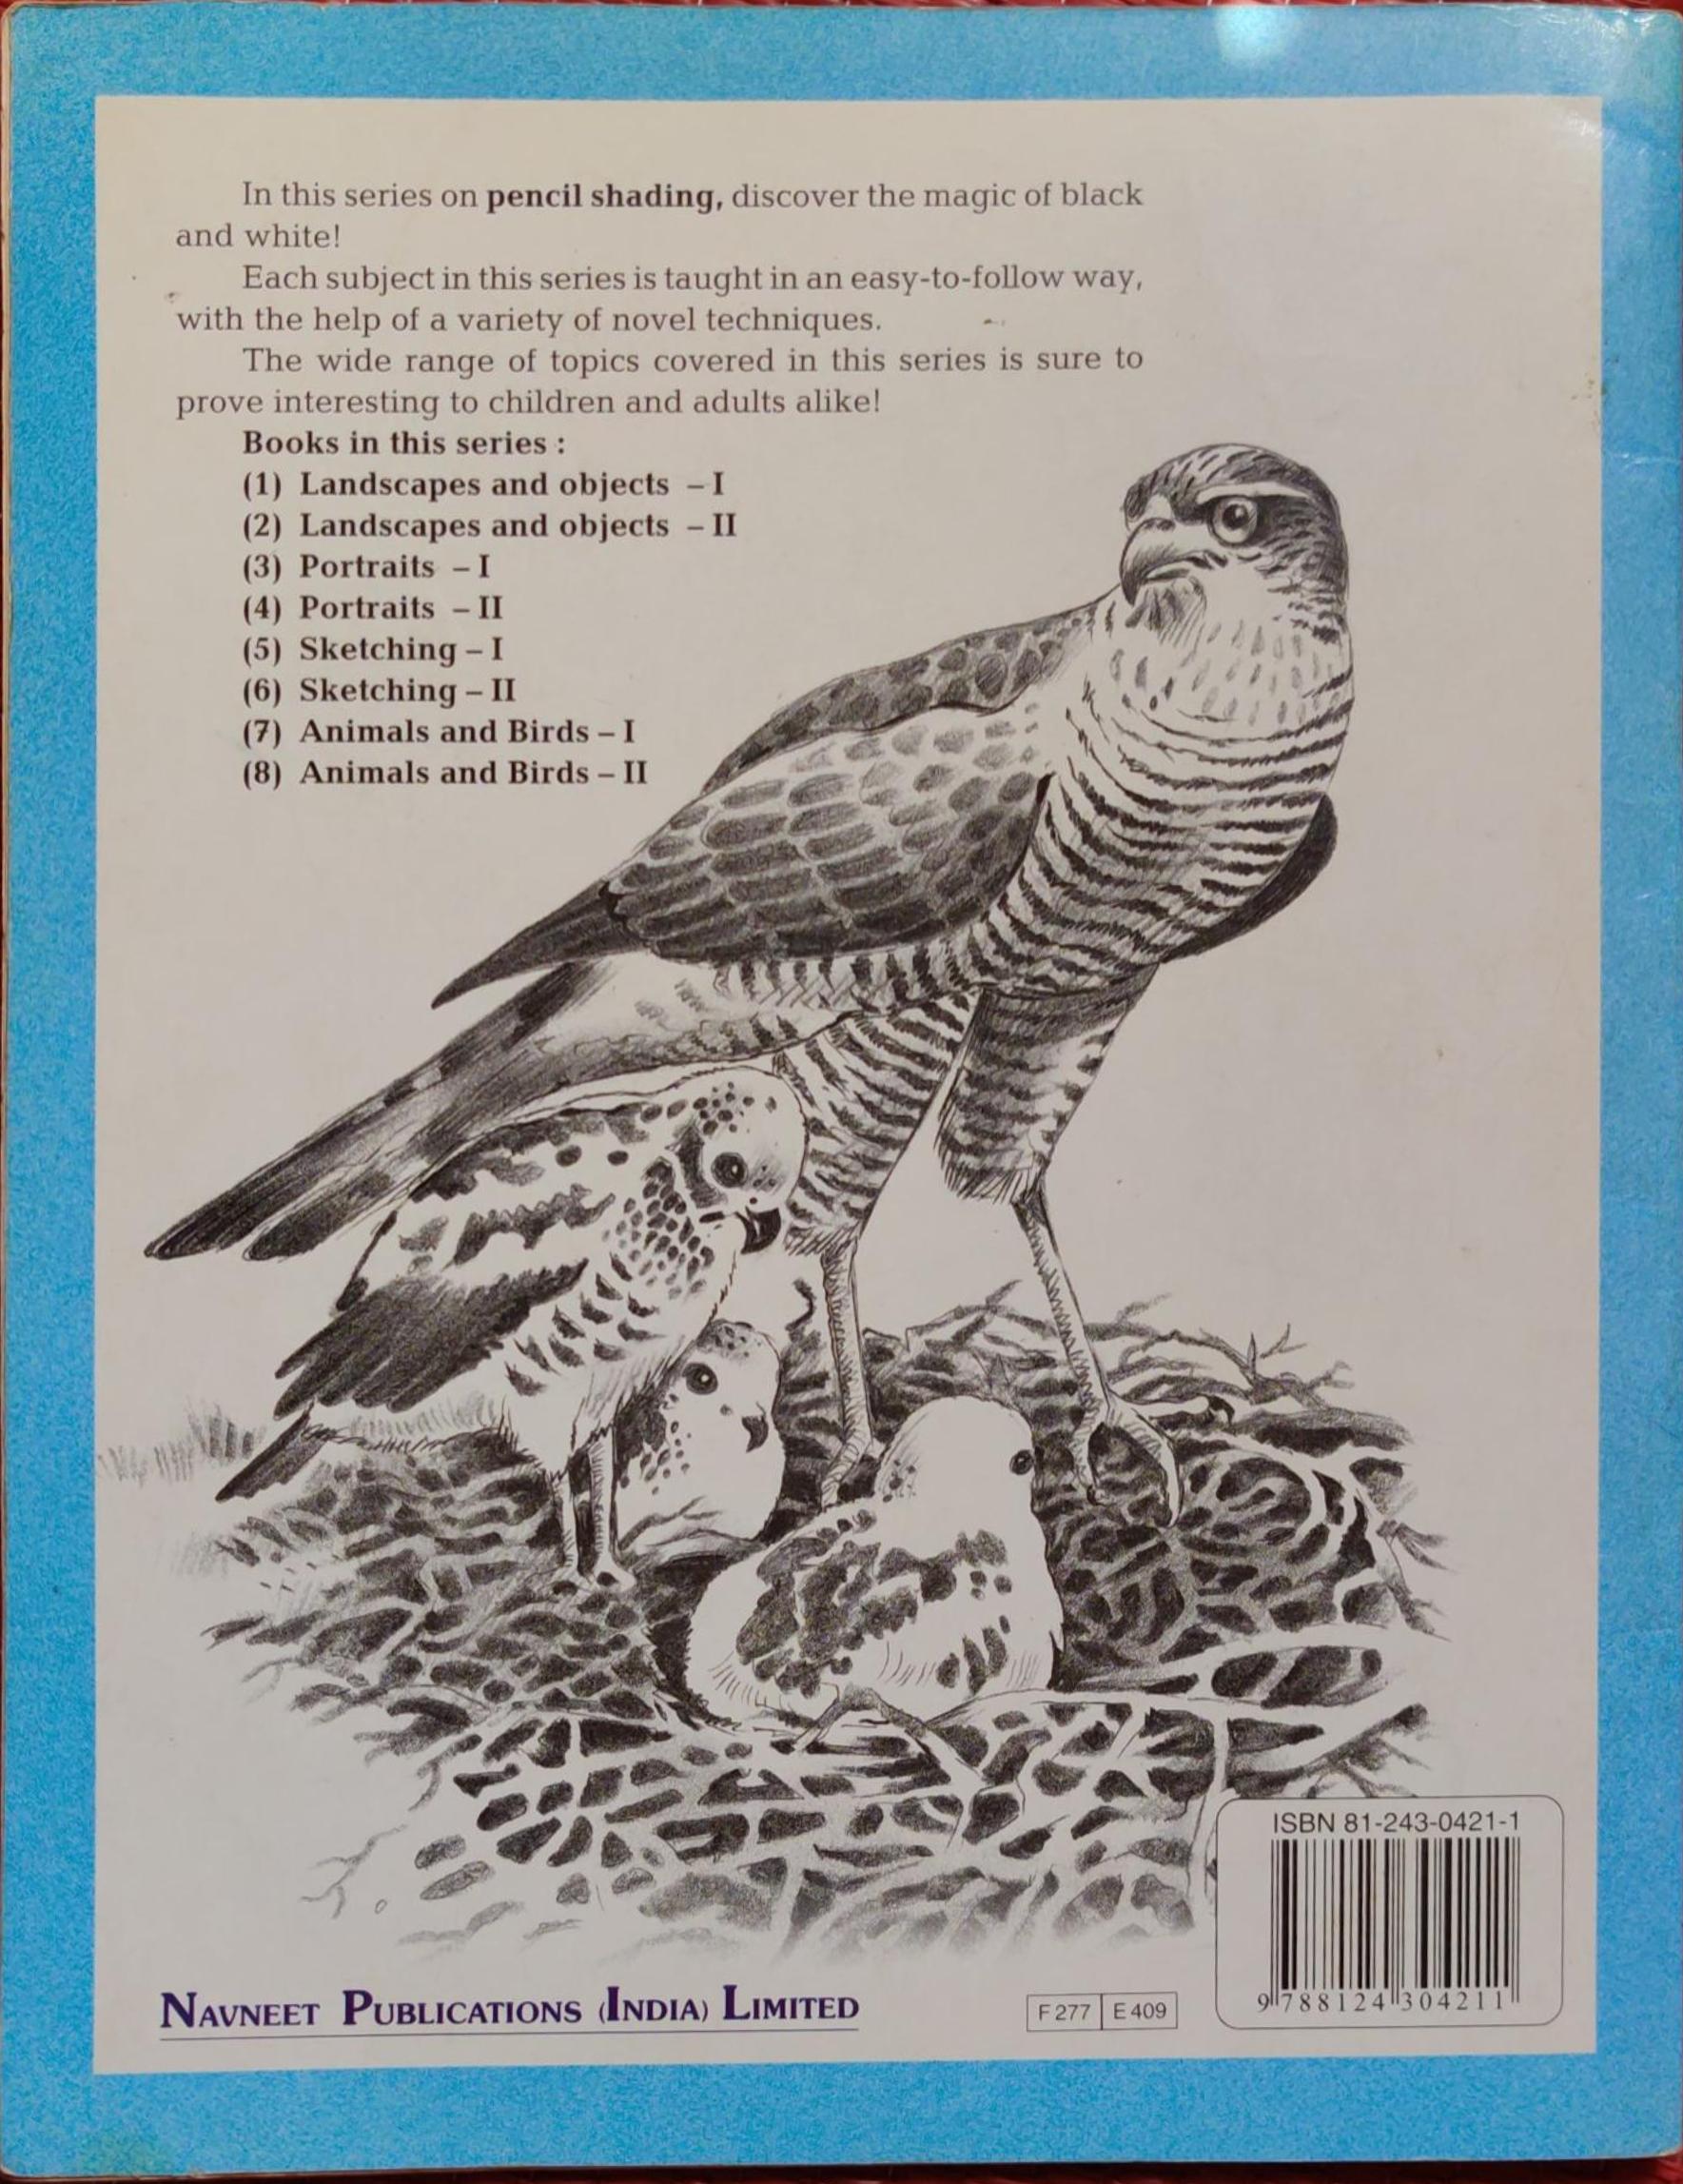 In this series on pencil shading, discover the magic of black
and white!
Each subject in this series is taught in an easy-to-follow way,
with the help of a variety of novel techniques.
The wide range of topics covered in this series is sure to
prove interesting to children and adults alike!
Books in this series :
(1) Landscapes and objects – I
(2) Landscapes and objects – II
(3) Portraits – I
(4) Portraits – II
(5) Sketching – I
(6) Sketching – II
(7) Animals and Birds – I
(8) Animals and Birds – II
ISBN 81-243-0421-1
9 788124 304211
NAVNEET PUBLICATIONS (INDIA) LIMITED
F 277 E 409